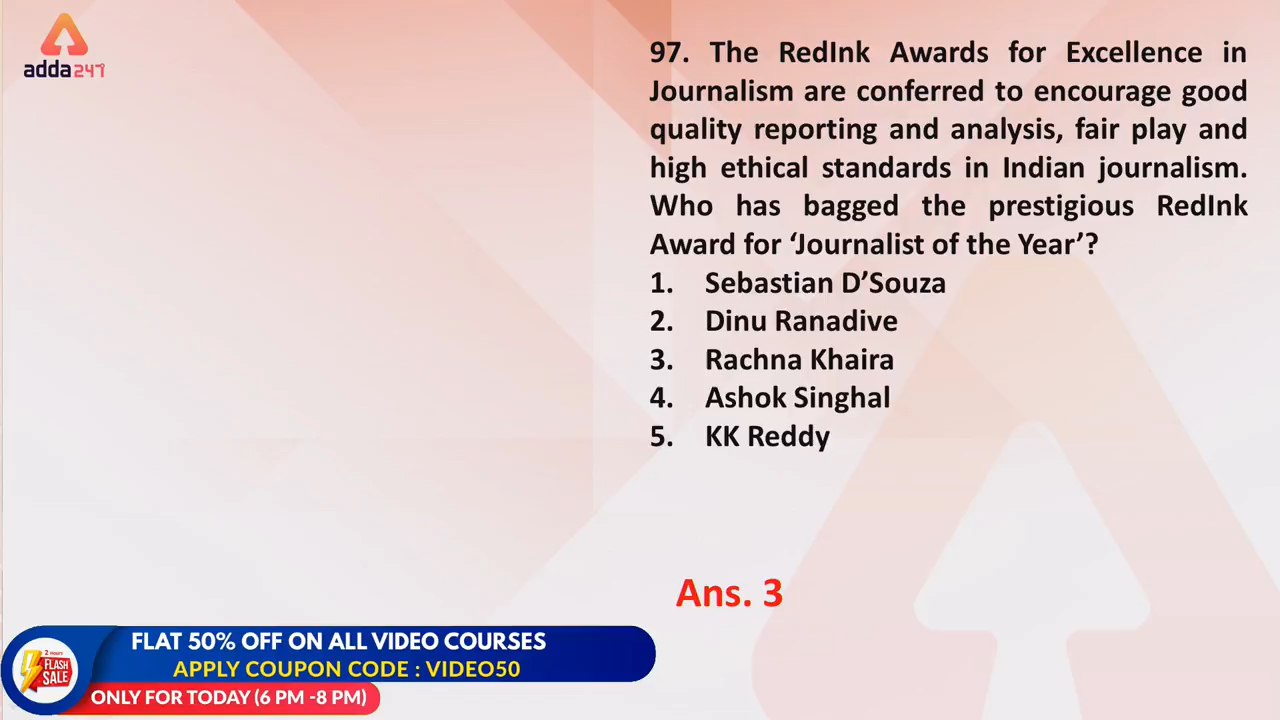 adda247
97. The RedInk Awards for Excellence in
Journalism are conferred to encourage good
quality reporting and analysis, fair play and
high ethical standards in Indian journalism.
Who has bagged the prestigious RedInk
Award for ‘Journalist of the Year’?
1. Sebastian D’Souza
2. Dinu Ranadive
3. Rachna Khaira
4. Ashok Singhal
5. KK Reddy
Ans. 3
FLAT 50% OFF ON ALL VIDEO COURSES
APPLY COUPON CODE : VIDEO50
2 Hours
FLASH
SALE
ONLY FOR TODAY (6 PM -8 PM)